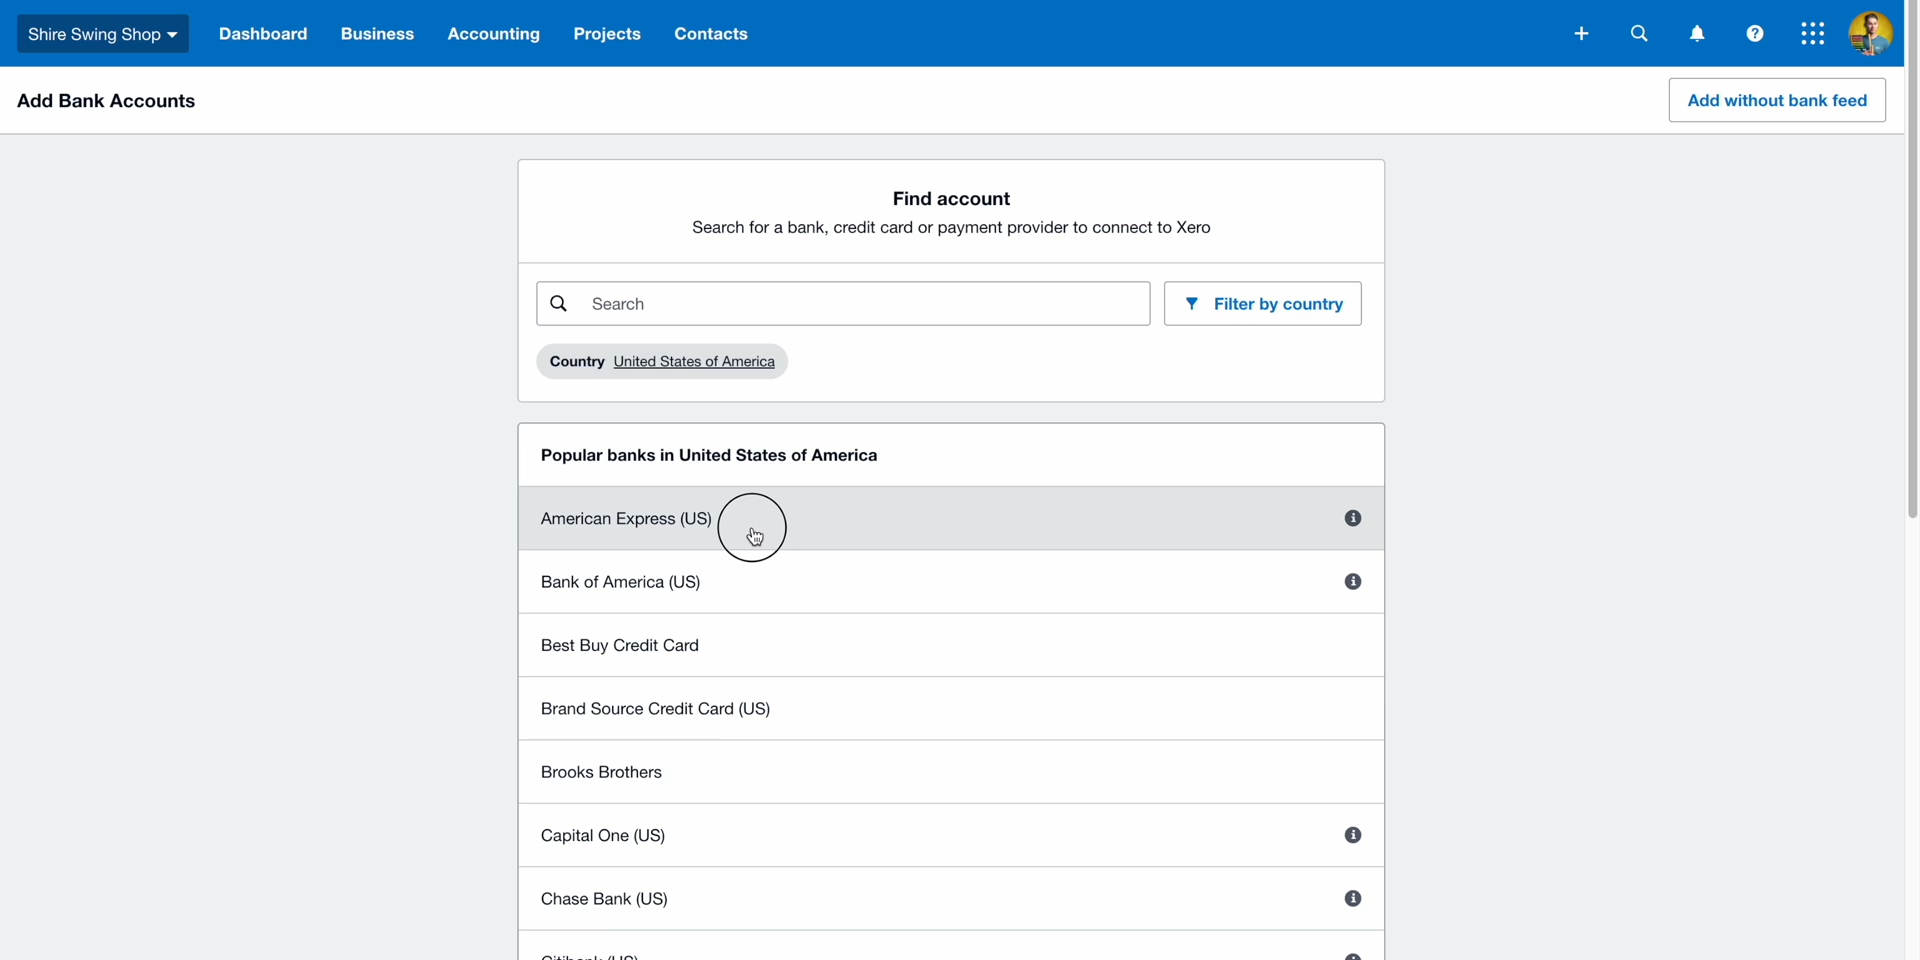 Shire Swing Shop
Dashboard
Business
Accounting
Projects
Contacts
Add Bank Accounts
Add without bank feed
Find account
Search for a bank, credit card or payment provider to connect to Xero
Search
Filter by country
Country United States of America
Popular banks in United States of America
American Express (US)
Bank of America (US)
Best Buy Credit Card
Brand Source Credit Card (US)
Brooks Brothers
Capital One (US)
Chase Bank (US)
Citibank (US)